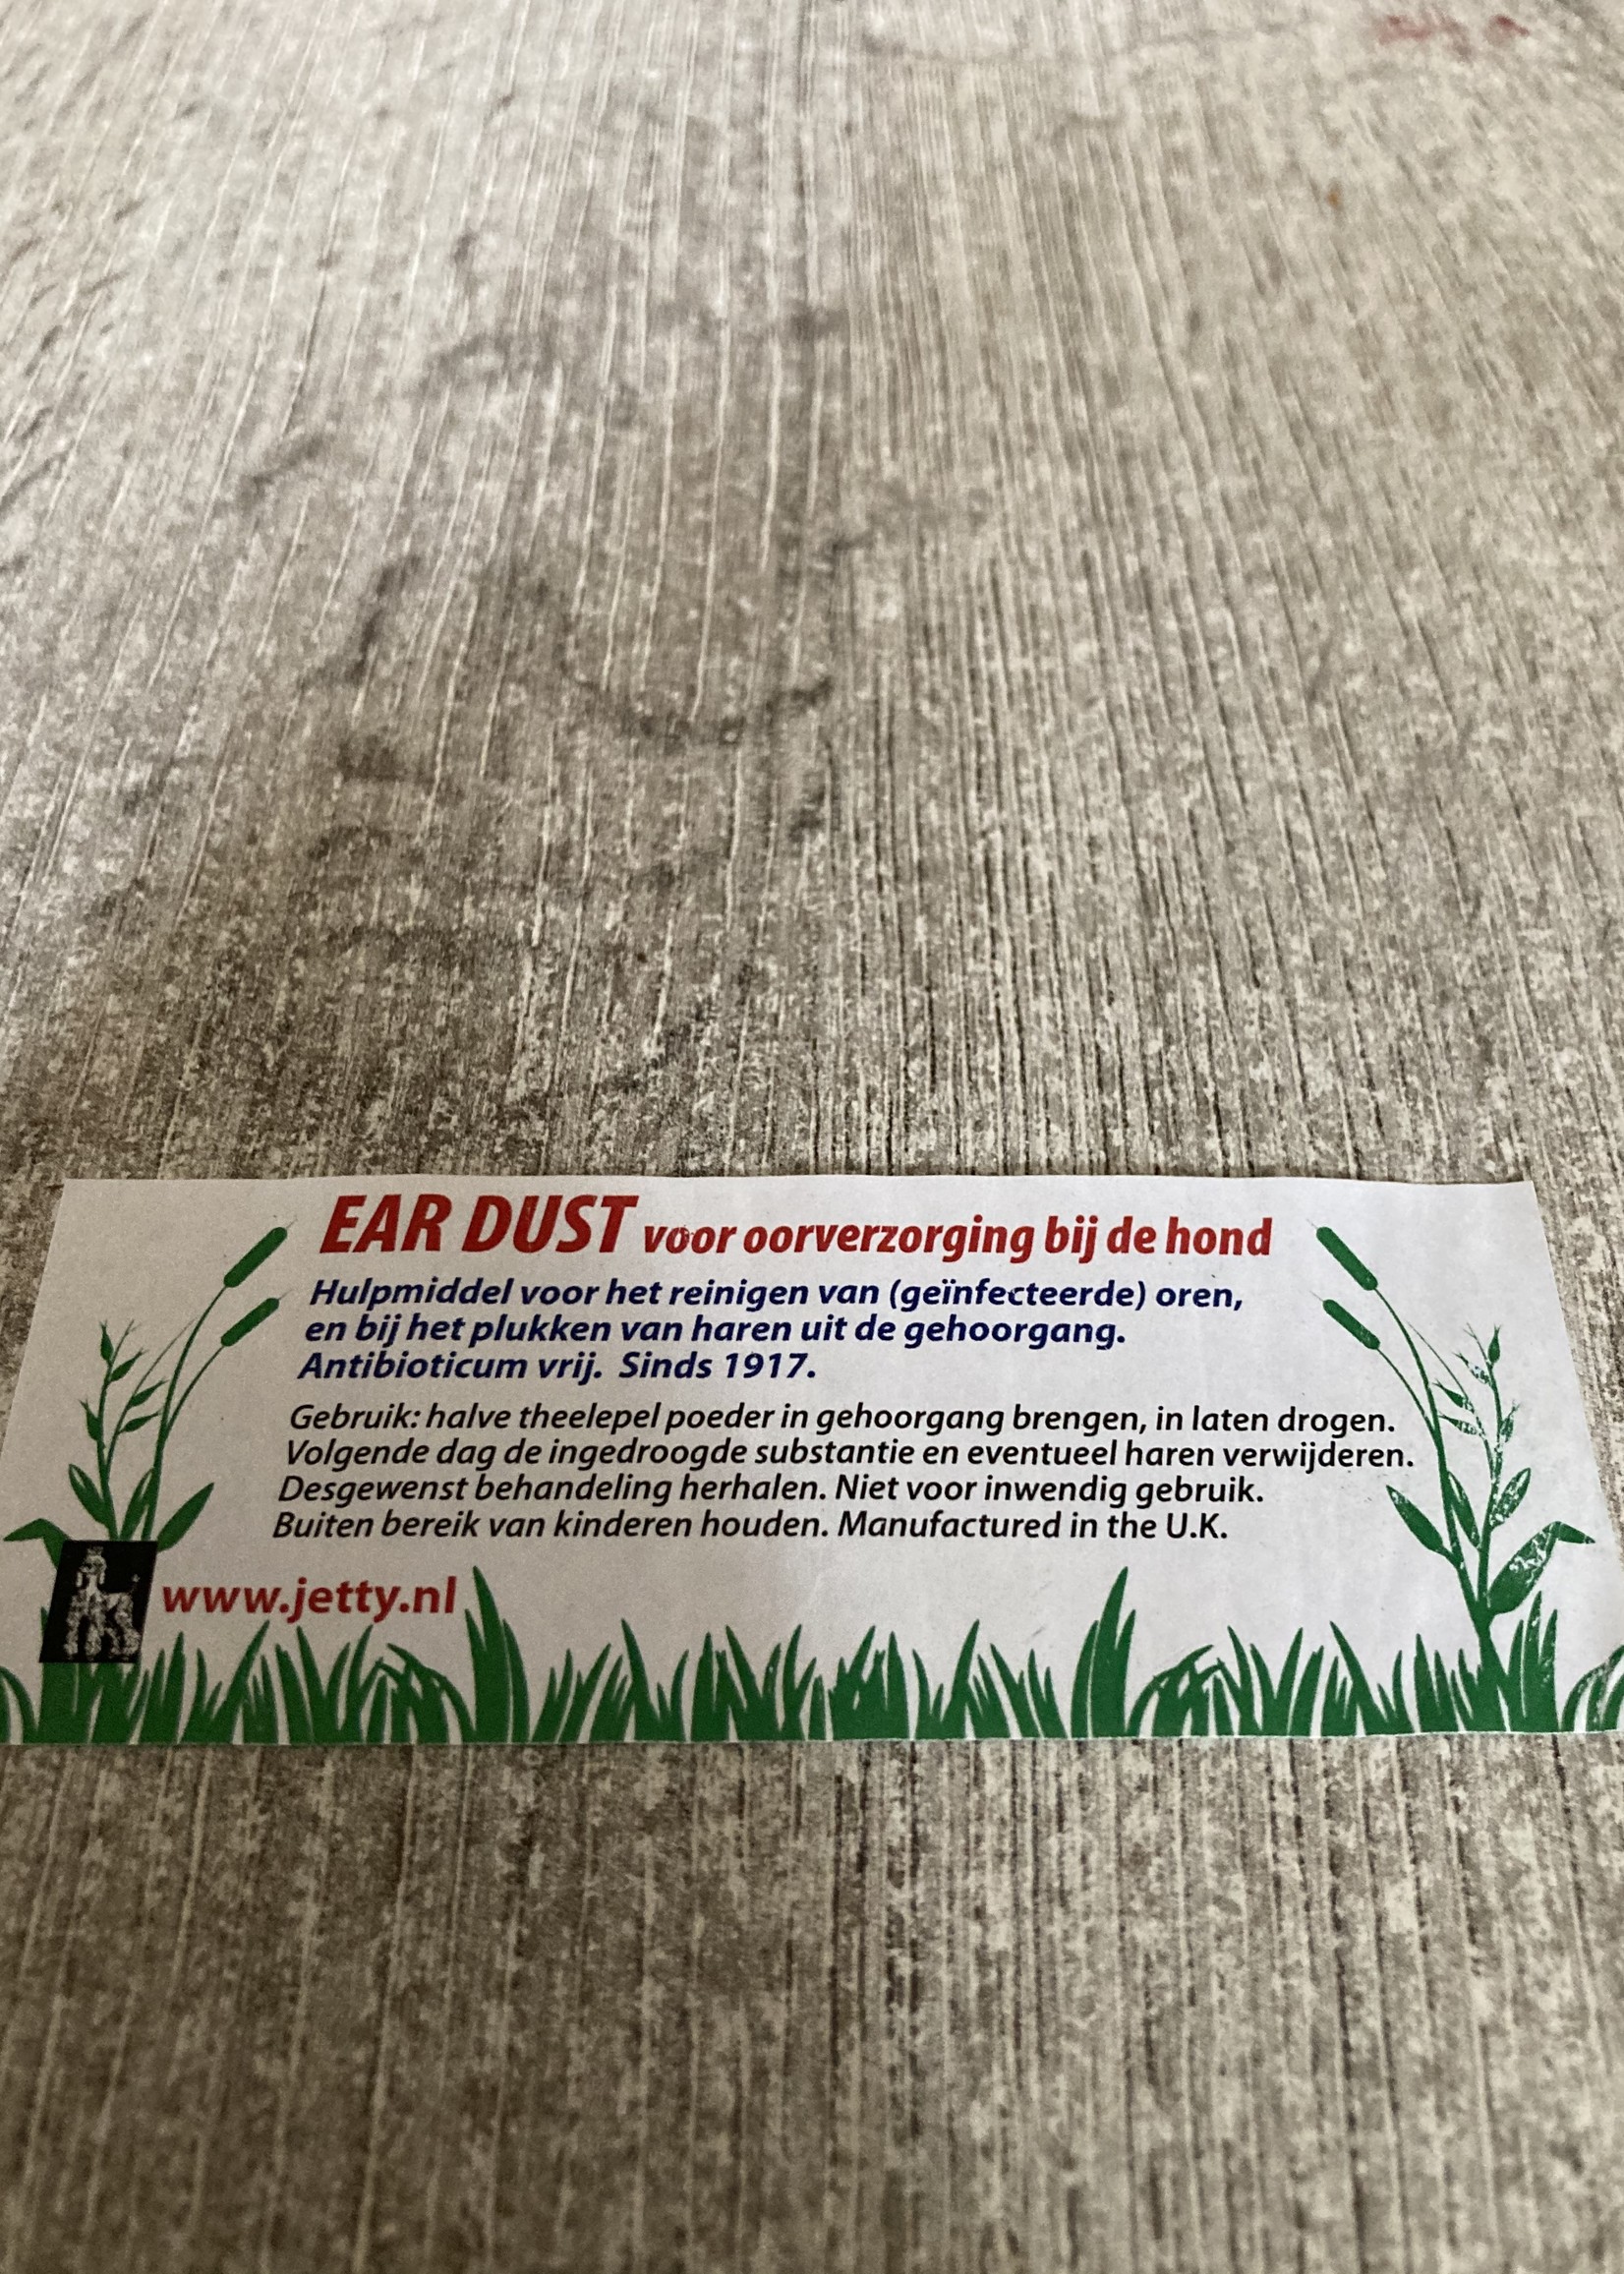 EAR DUST voor oorverzorging bij de hond
Hulpmiddel voor het reinigen van (geïnfecteerde) oren,
en bij het plukken van haren uit de gehoorgang.
Antibioticum vrij. Sinds 1917.
Gebruik: halve theelepel poeder in gehoorgang brengen, in laten drogen.
Volgende dag de ingedroogde substantie en eventueel haren verwijderen.
Desgewenst behandeling herhalen. Niet voor inwendig gebruik.
Buiten bereik van kinderen houden. Manufactured in the U.K.
www.jetty.nl